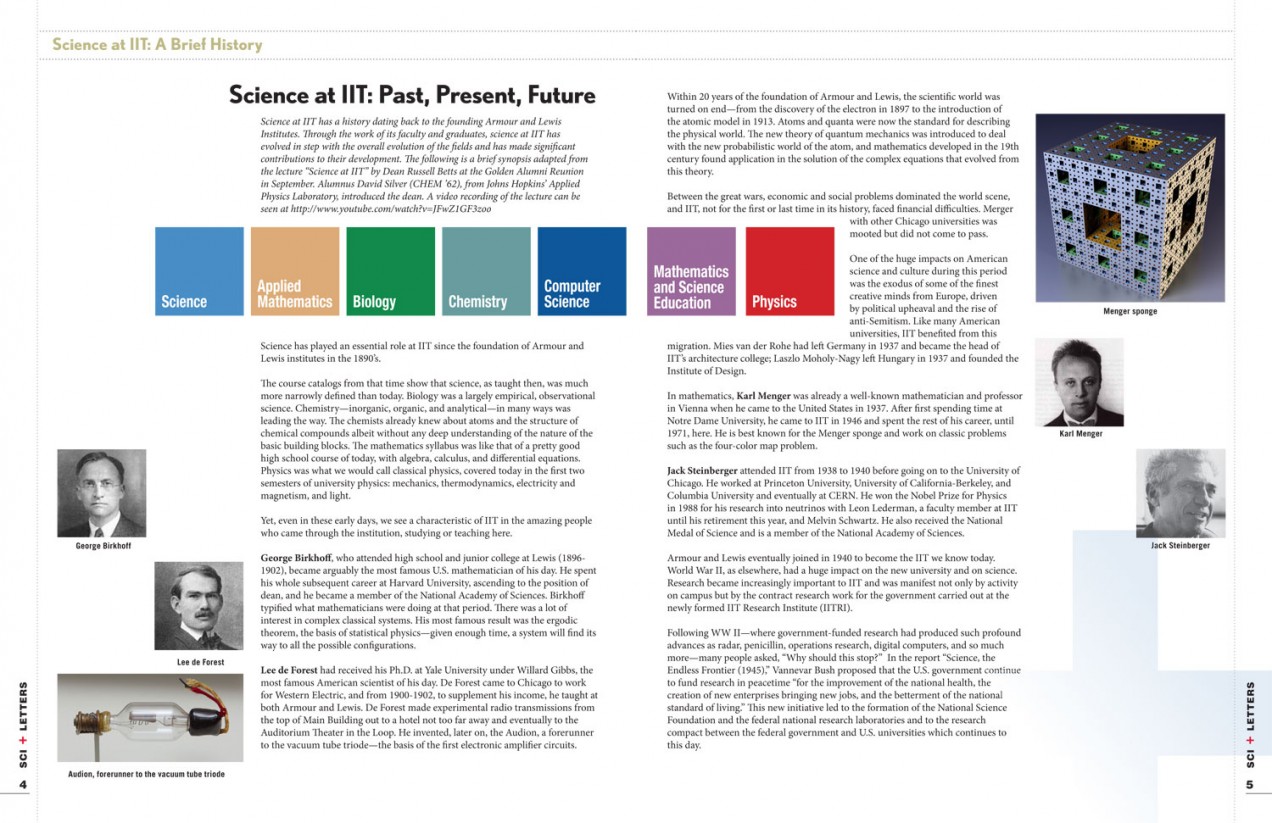 Science at IIT: A Brief History
Science at IIT: Past, Present, Future
Science at IIT has a history dating back to the founding Armour and Lewis
Institutes. Through the work of its faculty and graduates, science at IIT has
evolved in step with the overall evolution of the fields and has made significant
contributions to their development. The following is a brief synopsis adapted from
the lecture “Science at IIT” by Dean Russell Betts at the Golden Alumni Reunion
in September. Alumnus David Silver (CHEM ’62), from Johns Hopkins’ Applied
Physics Laboratory, introduced the dean. A video recording of the lecture can be
seen at http://www.youtube.com/watch?v=JFwZ1GF3zoo
Science
Applied
Mathematics
Biology
Chemistry
Computer
Science
Mathematics
and Science
Education
Physics
Science has played an essential role at IIT since the foundation of Armour and
Lewis institutes in the 1890’s.
The course catalogs from that time show that science, as taught then, was much
more narrowly defined than today. Biology was a largely empirical, observational
science. Chemistry—inorganic, organic, and analytical—in many ways was
leading the way. The chemists already knew about atoms and the structure of
chemical compounds albeit without any deep understanding of the nature of the
basic building blocks. The mathematics syllabus was like that of a pretty good
high school course of today, with algebra, calculus, and differential equations.
Physics was what we would call classical physics, covered today in the first two
semesters of university physics: mechanics, thermodynamics, electricity and
magnetism, and light.
Yet, even in these early days, we see a characteristic of IIT in the amazing people
who came through the institution, studying or teaching here.
George Birkhoff, who attended high school and junior college at Lewis (1896-
1902), became arguably the most famous U.S. mathematician of his day. He spent
his whole subsequent career at Harvard University, ascending to the position of
dean, and he became a member of the National Academy of Sciences. Birkhoff
typified what mathematicians were doing at that period. There was a lot of
interest in complex classical systems. His most famous result was the ergodic
theorem, the basis of statistical physics—given enough time, a system will find its
way to all the possible configurations.
Lee de Forest had received his Ph.D. at Yale University under Willard Gibbs, the
most famous American scientist of his day. De Forest came to Chicago to work
for Western Electric, and from 1900-1902, to supplement his income, he taught at
both Armour and Lewis. De Forest made experimental radio transmissions from
the top of Main Building out to a hotel not too far away and eventually to the
Auditorium Theater in the Loop. He invented, later on, the Audion, a forerunner
to the vacuum tube triode—the basis of the first electronic amplifier circuits.
George Birkhoff
Lee de Forest
Audion, forerunner to the vacuum tube triode
SCI + LETTERS
4
Within 20 years of the foundation of Armour and Lewis, the scientific world was
turned on end—from the discovery of the electron in 1897 to the introduction of
the atomic model in 1913. Atoms and quanta were now the standard for describing
the physical world. The new theory of quantum mechanics was introduced to deal
with the new probabilistic world of the atom, and mathematics developed in the 19th
century found application in the solution of the complex equations that evolved from
this theory.
Between the great wars, economic and social problems dominated the world scene,
and IIT, not for the first or last time in its history, faced financial difficulties. Merger
with other Chicago universities was
mooted but did not come to pass.
One of the huge impacts on American
science and culture during this period
was the exodus of some of the finest
creative minds from Europe, driven
by political upheaval and the rise of
anti-Semitism. Like many American
universities, IIT benefited from this
migration. Mies van der Rohe had left Germany in 1937 and became the head of
IIT’s architecture college; Laszlo Moholy-Nagy left Hungary in 1937 and founded the
Institute of Design.
In mathematics, Karl Menger was already a well-known mathematician and professor
in Vienna when he came to the United States in 1937. After first spending time at
Notre Dame University, he came to IIT in 1946 and spent the rest of his career, until
1971, here. He is best known for the Menger sponge and work on classic problems
such as the four-color map problem.
Jack Steinberger attended IIT from 1938 to 1940 before going on to the University of
Chicago. He worked at Princeton University, University of California-Berkeley, and
Columbia University and eventually at CERN. He won the Nobel Prize for Physics
in 1988 for his research into neutrinos with Leon Lederman, a faculty member at IIT
until his retirement this year, and Melvin Schwartz. He also received the National
Medal of Science and is a member of the National Academy of Sciences.
Armour and Lewis eventually joined in 1940 to become the IIT we know today.
World War II, as elsewhere, had a huge impact on the new university and on science.
Research became increasingly important to IIT and was manifest not only by activity
on campus but by the contract research work for the government carried out at the
newly formed IIT Research Institute (IITRI).
Following WW II—where government-funded research had produced such profound
advances as radar, penicillin, operations research, digital computers, and so much
more—many people asked, “Why should this stop?” In the report “Science, the
Endless Frontier (1945),” Vannevar Bush proposed that the U.S. government continue
to fund research in peacetime “for the improvement of the national health, the
creation of new enterprises bringing new jobs, and the betterment of the national
standard of living.” This new initiative led to the formation of the National Science
Foundation and the federal national research laboratories and to the research
compact between the federal government and U.S. universities which continues to
this day.
Menger sponge
Karl Menger
Jack Steinberger
SCI + LETTERS
5